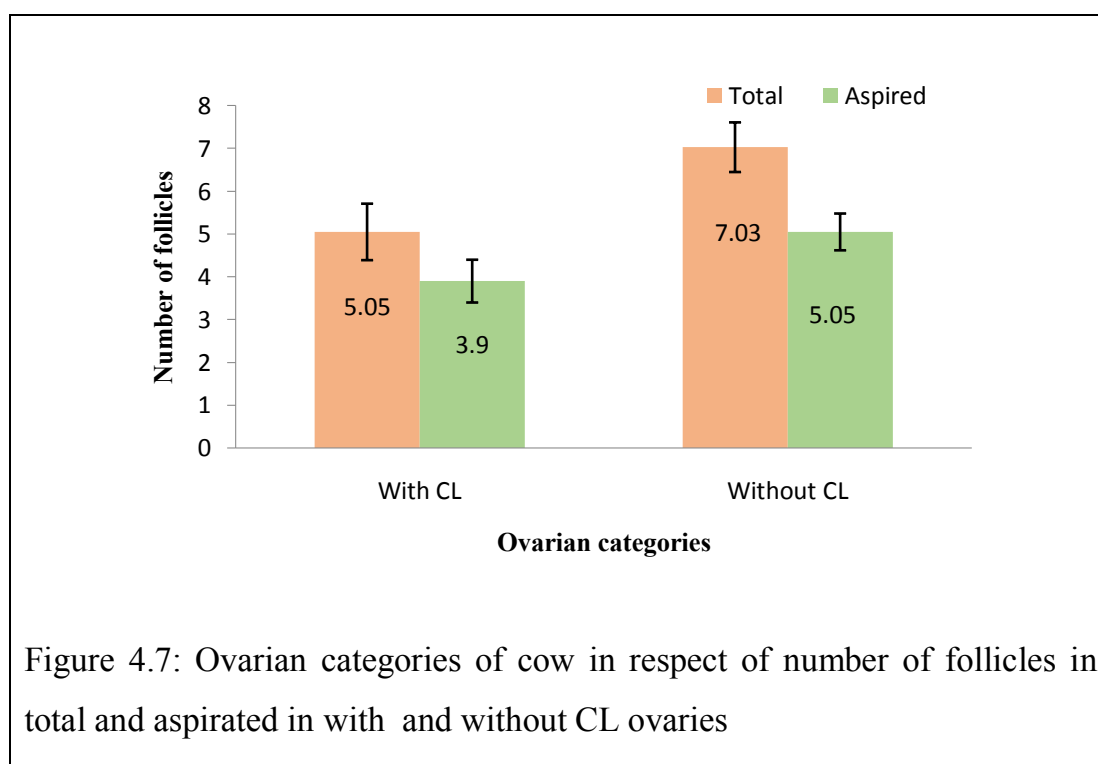 Total Aspired
8
7
6
5
4
3
2
1
0
Number of follicles
5.05
3.9
7.03
5.05
With CL Without CL
Ovarian categories
Figure 4.7: Ovarian categories of cow in respect of number of follicles in
total and aspirated in with and without CL ovaries